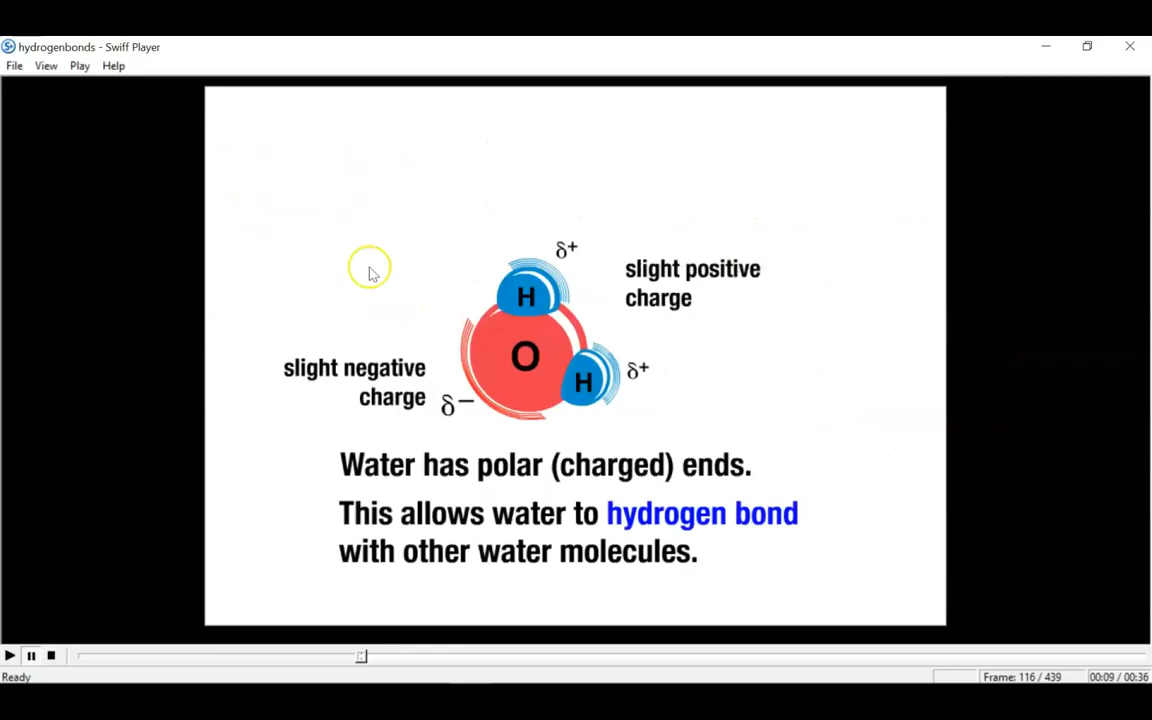 hydrogenbonds - Swiff Player
File View Play Help
δ+
slight positive
charge
H
O
H
δ+
slight negative
charge
δ−
Water has polar (charged) ends.
This allows water to hydrogen bond
with other water molecules.
Ready
Frame: 116 / 439
00:09 / 00:36